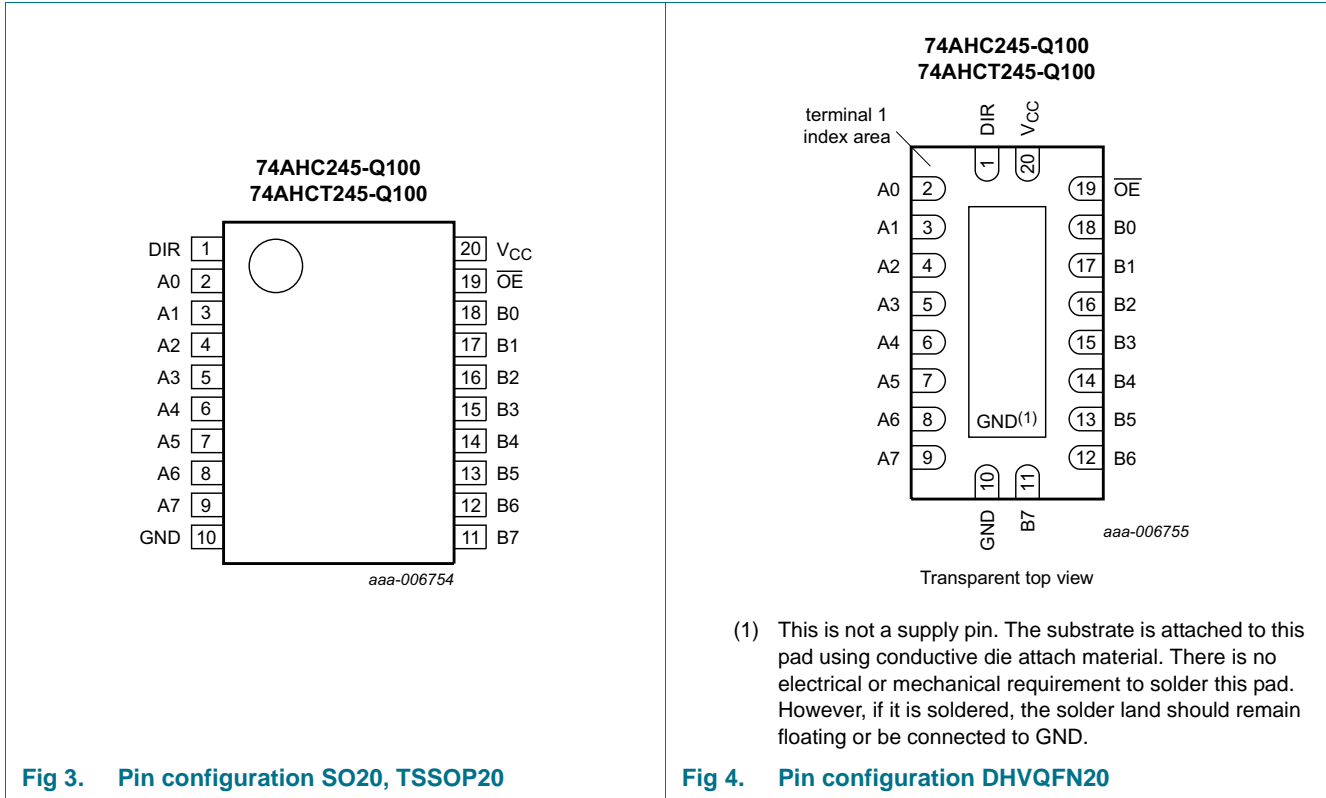 74AHC245-Q100
74AHCT245-Q100
DIR 1
A0 2
A1 3
A2 4
A3 5
A4 6
A5 7
A6 8
A7 9
GND 10
20 VCC
19 OE
18 B0
17 B1
16 B2
15 B3
14 B4
13 B5
12 B6
11 B7
aaa-006754
Fig 3. Pin configuration SO20, TSSOP20
74AHC245-Q100
74AHCT245-Q100
terminal 1
index area
DIR 1
VCC 20
A0 2
A1 3
A2 4
A3 5
A4 6
A5 7
A6 8
A7 9
19 OE
18 B0
17 B1
16 B2
15 B3
14 B4
13 B5
12 B6
GND(1)
10 GND
11 B7
aaa-006755
Transparent top view
(1) This is not a supply pin. The substrate is attached to this
pad using conductive die attach material. There is no
electrical or mechanical requirement to solder this pad.
However, if it is soldered, the solder land should remain
floating or be connected to GND.
Fig 4. Pin configuration DHVQFN20